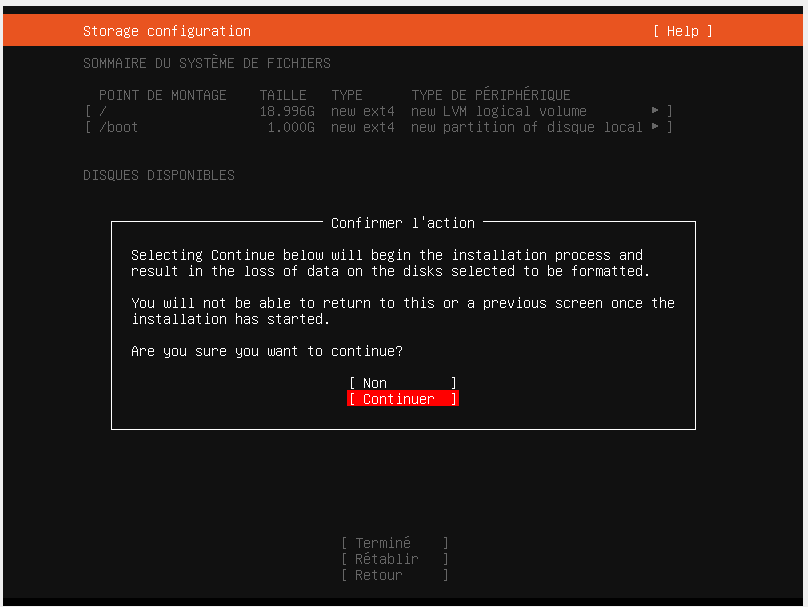 Storage configuration [ Help ]
SOMMAIRE DU SYSTÈME DE FICHIERS
POINT DE MONTAGE TAILLE TYPE TYPE DE PÉRIPHÉRIQUE
[ / 18.996G new ext4 new LVM logical volume ▸ ]
[ /boot 1.000G new ext4 new partition of disque local ▸ ]
DISQUES DISPONIBLES
Confirmer l'action
Selecting Continue below will begin the installation process and
result in the loss of data on the disks selected to be formatted.
You will not be able to return to this or a previous screen once the
installation has started.
Are you sure you want to continue?
[ Non ]
[ Continuer ]
[ Terminé ]
[ Rétablir ]
[ Retour ]